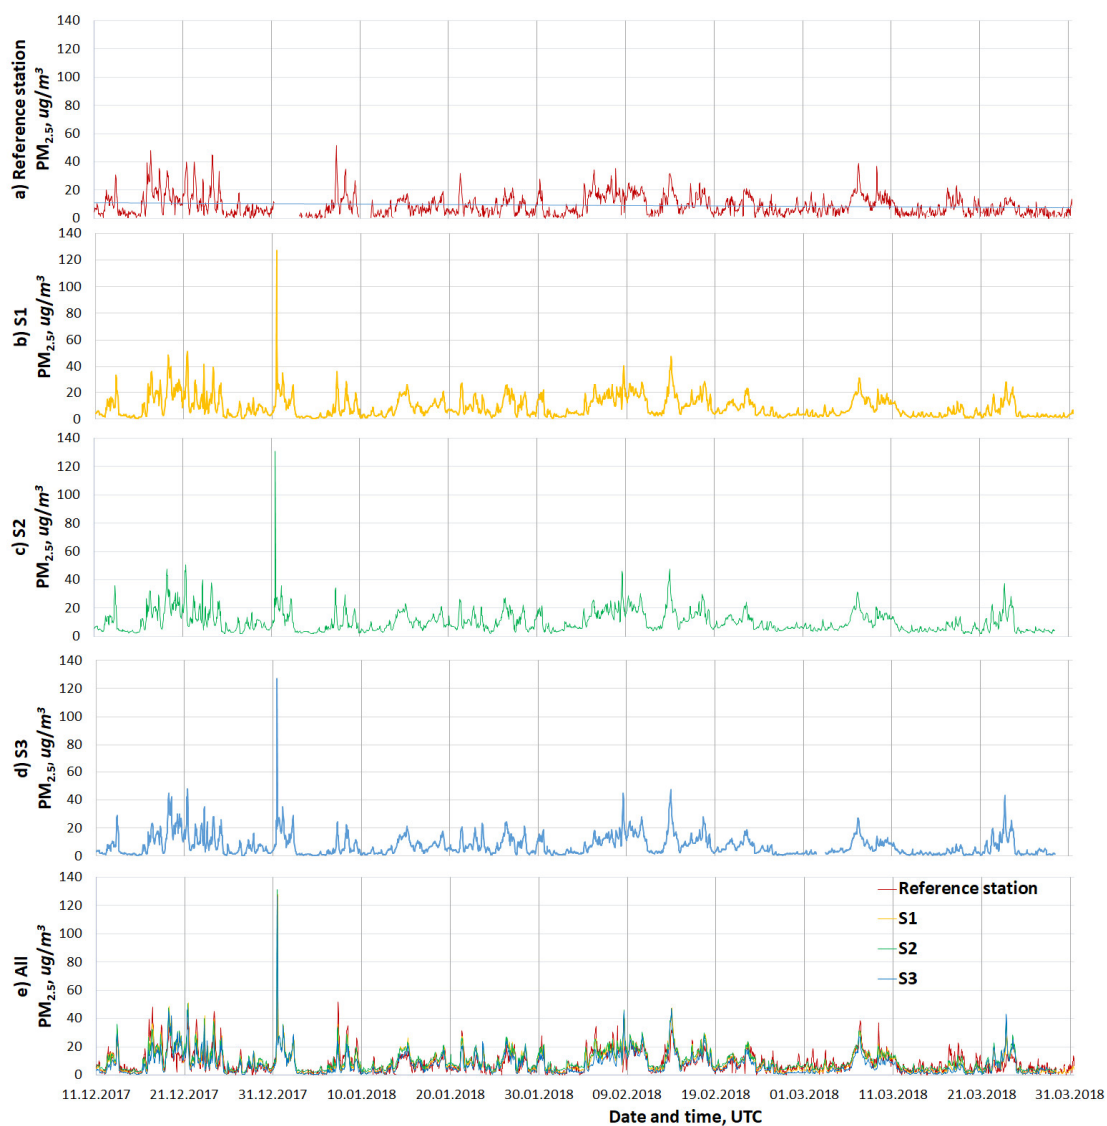 140
120
100
80
60
40
20
0
a) Reference station
PM2.5, ug/m³
140
120
100
80
60
40
20
0
b) S1
PM2.5, ug/m³
140
120
100
80
60
40
20
0
c) S2
PM2.5, ug/m³
140
120
100
80
60
40
20
0
d) S3
PM2.5, ug/m³
140
120
100
80
60
40
20
0
e) All
PM2.5, ug/m³
Reference station
S1
S2
S3
11.12.2017 21.12.2017 31.12.2017 10.01.2018 20.01.2018 30.01.2018 9.02.2018 19.02.2018 01.03.2018 11.03.2018 21.03.2018 31.03.2018
Date and time, UTC